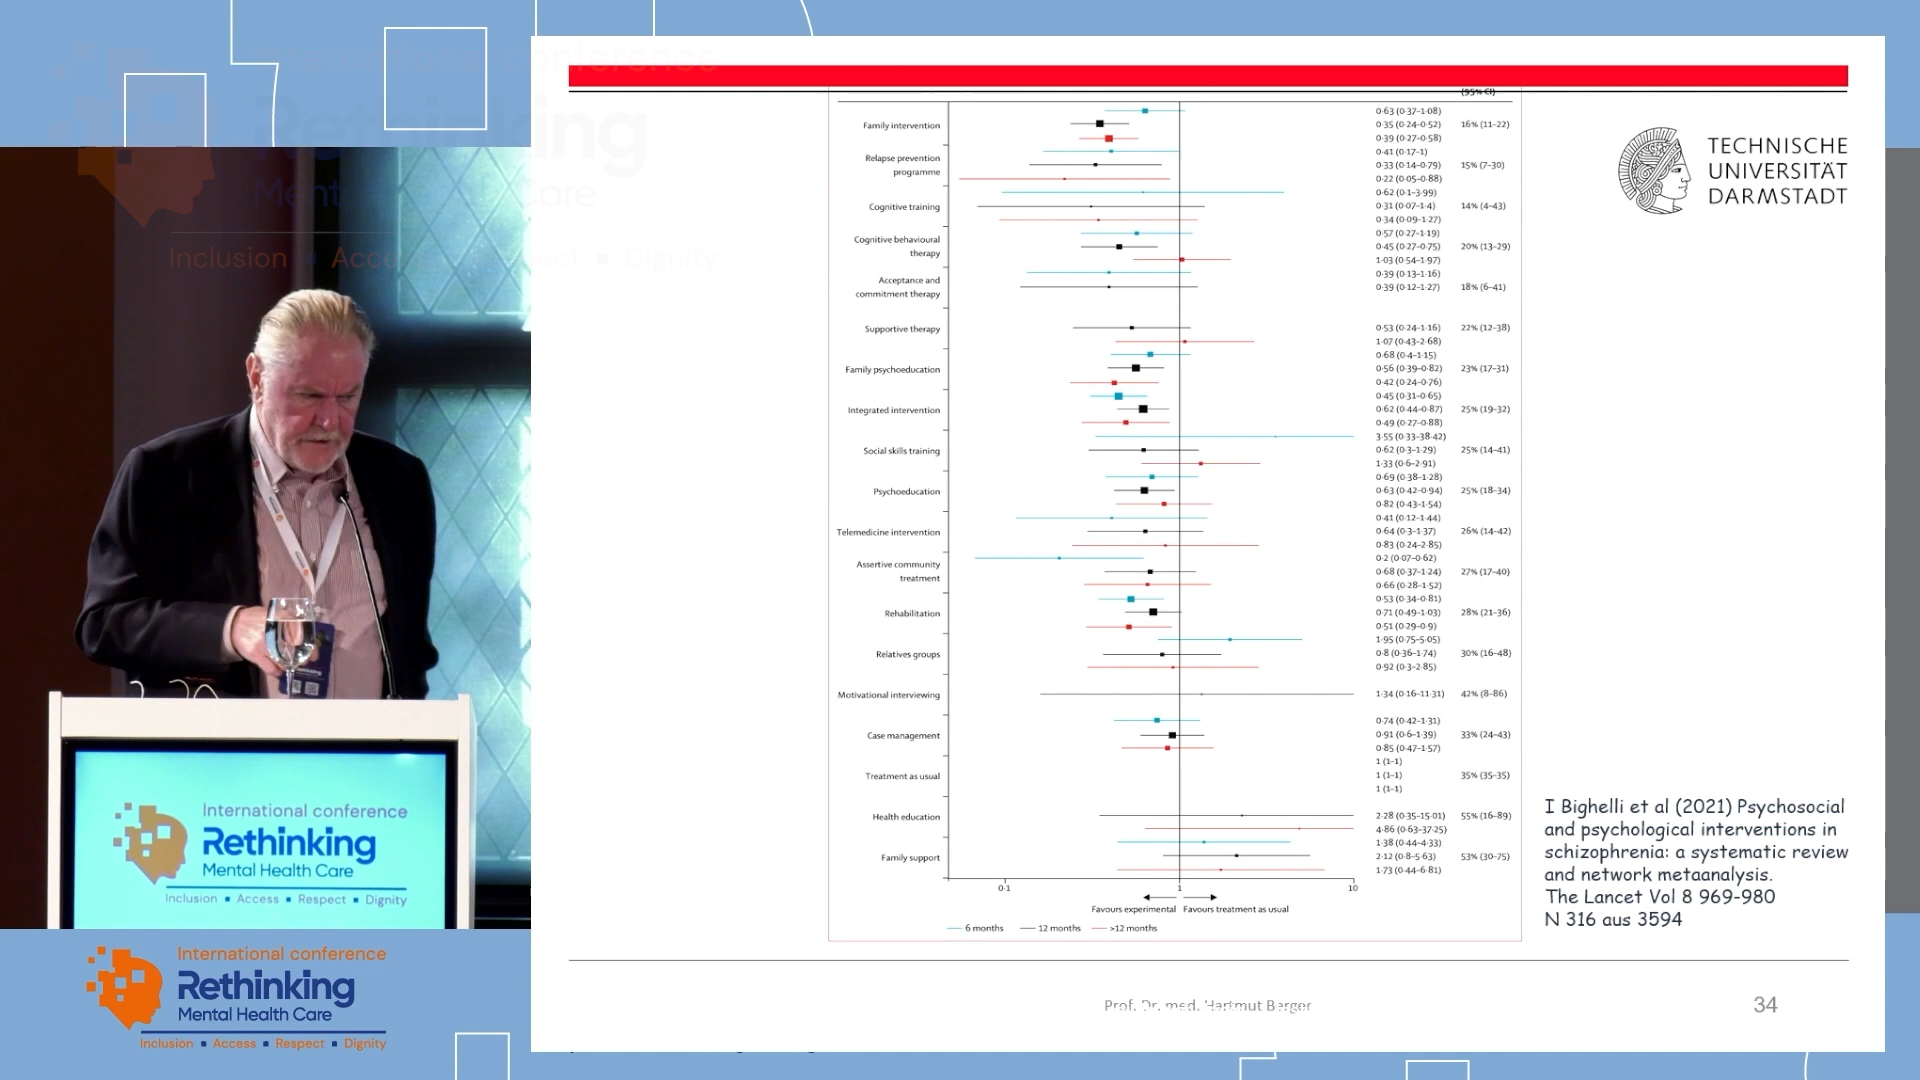 Inclusion
(95% CI)
Family intervention
0·63 (0·37–1·08)
0·35 (0·24–0·52) 16% (11–22)
0·39 (0·27–0·58)
Relapse prevention
programme
0·41 (0·17–1)
0·33 (0·14–0·79) 15% (7–30)
0·22 (0·05–0·88)
Cognitive training
0·62 (0·1–3·99)
0·31 (0·07–1·4) 14% (4–43)
0·34 (0·09–1·27)
Cognitive behavioural
therapy
0·57 (0·27–1·19)
0·45 (0·27–0·75) 20% (13–29)
1·03 (0·54–1·97)
Acceptance and
commitment therapy
0·39 (0·13–1·16)
0·39 (0·12–1·27) 18% (6–41)
Supportive therapy
0·53 (0·24–1·16) 22% (12–38)
1·07 (0·43–2·68)
Family psychoeducation
0·68 (0·4–1·15)
0·56 (0·39–0·82) 23% (17–31)
0·42 (0·24–0·76)
Integrated intervention
0·45 (0·31–0·65)
0·62 (0·44–0·87) 25% (19–32)
0·49 (0·27–0·88)
Social skills training
3·55 (0·33–38·42)
0·62 (0·3–1·29) 25% (14–41)
1·33 (0·6–2·91)
Psychoeducation
0·69 (0·38–1·28)
0·63 (0·42–0·94) 25% (18–34)
0·82 (0·43–1·54)
Telemedicine intervention
0·41 (0·12–1·44)
0·64 (0·3–1·37) 26% (14–42)
0·83 (0·24–2·85)
Assertive community
treatment
0·2 (0·07–0·62)
0·68 (0·37–1·24) 27% (17–40)
0·66 (0·28–1·52)
Rehabilitation
0·53 (0·34–0·81)
0·71 (0·49–1·03) 28% (21–36)
0·51 (0·29–0·9)
Relatives groups
1·95 (0·75–5·05)
0·8 (0·36–1·74) 30% (16–48)
0·92 (0·3–2·85)
Motivational interviewing
1·34 (0·16–11·31) 42% (8–86)
Case management
0·74 (0·42–1·31)
0·91 (0·6–1·39) 33% (24–43)
0·85 (0·47–1·57)
Treatment as usual
1 (1–1)
1 (1–1) 35% (35–35)
1 (1–1)
Health education
2·28 (0·35–15·01) 55% (16–89)
4·86 (0·63–37·25)
Family support
1·38 (0·44–4·33)
2·12 (0·8–5·63) 53% (30–75)
1·73 (0·44–6·81)
0·1 1 10
Favours experimental Favours treatment as usual
6 months 12 months >12 months
TECHNISCHE
UNIVERSITÄT
DARMSTADT
I Bighelli et al (2021) Psychosocial
and psychological interventions in
schizophrenia: a systematic review
and network metaanalysis.
The Lancet Vol 8 969-980
N 316 aus 3594
Prof. Dr. med. Hartmut Berger
34
International conference
Rethinking
Mental Health Care
Inclusion ▪ Access ▪ Respect ▪ Dignity
International conference
Rethinking
Mental Health Care
Inclusion ▪ Access ▪ Respect ▪ Dignity